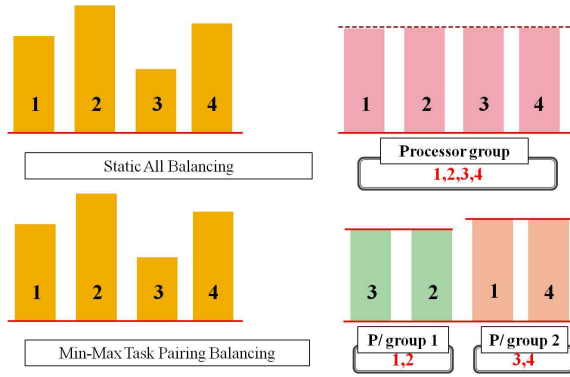 1 2 3 4
1 2 3 4
Static All Balancing
Processor group
1,2,3,4
1 2 3 4
3 2 1 4
Min-Max Task Pairing Balancing
P/ group 1
P/ group 2
1,2
3,4